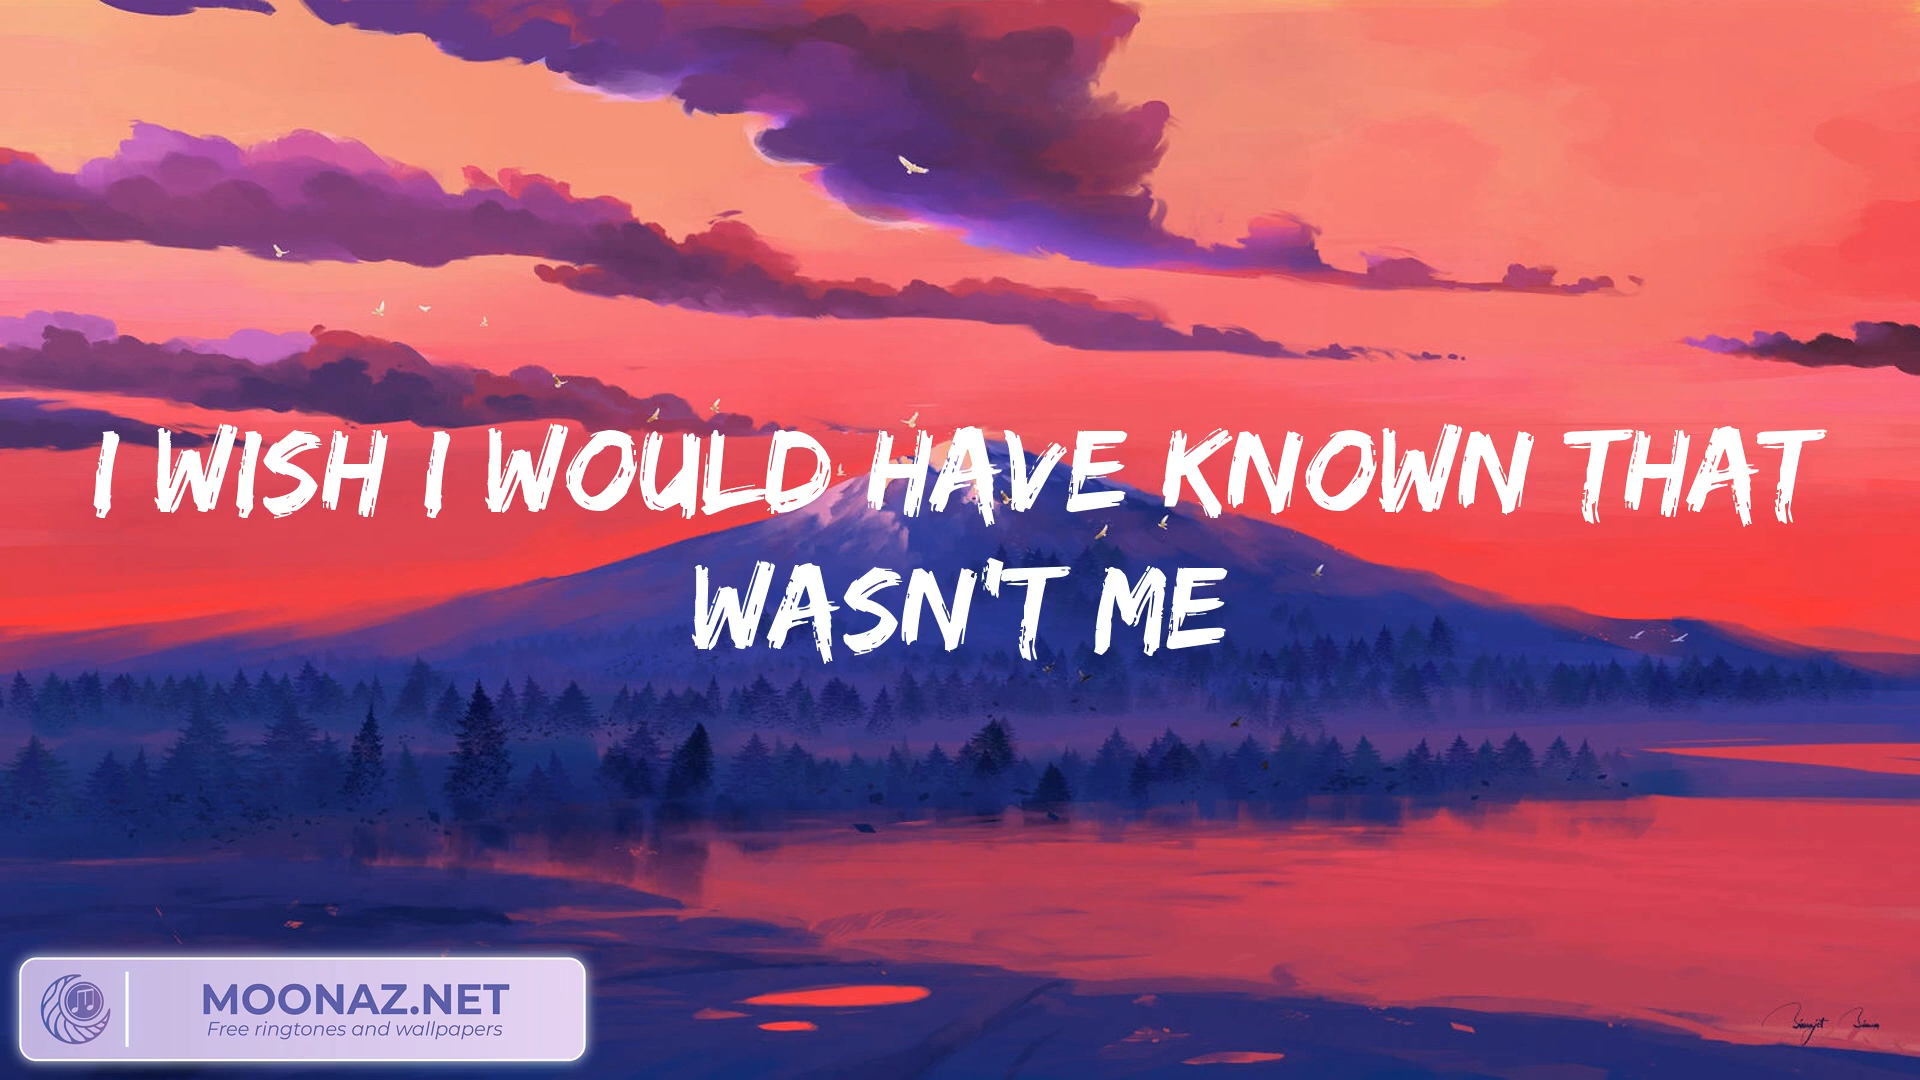 I WISH I WOULD HAVE KNOWN THAT
WASN'T ME
MOONAZ.NET
Free ringtones and wallpapers